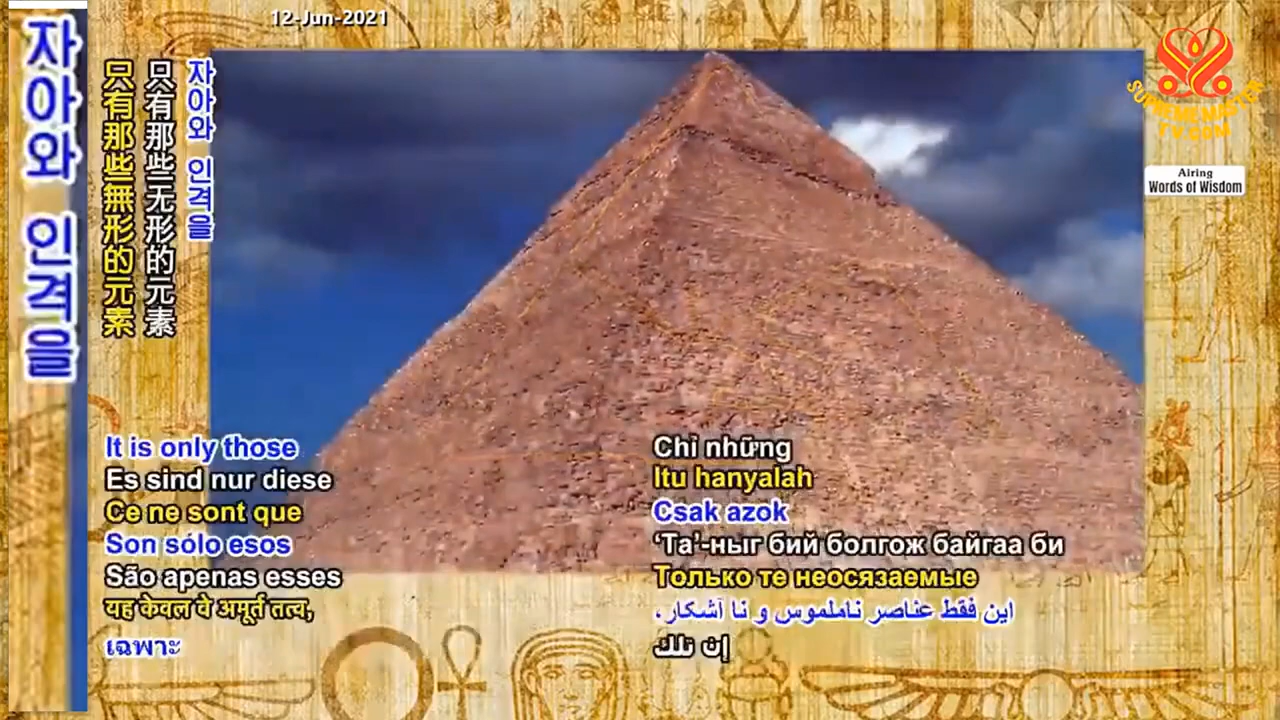 12-Jun-2021
자아와 인격을
只有那些無形的元素
只有那些无形的元素
자아와 인격을
SUPREMEMASTER
TV.COM
Airing
Words of Wisdom
It is only those
Es sind nur diese
Ce ne sont que
Son sólo esos
São apenas esses
यह केवल वे अमूर्त तत्व,
เฉพาะ
Chỉ những
Itu hanyalah
Csak azok
‘Та’-ныг бий болгож байгаа би
Только те неосязаемые
این فقط عناصر ناملموس و نا آشکار،
إن تلك